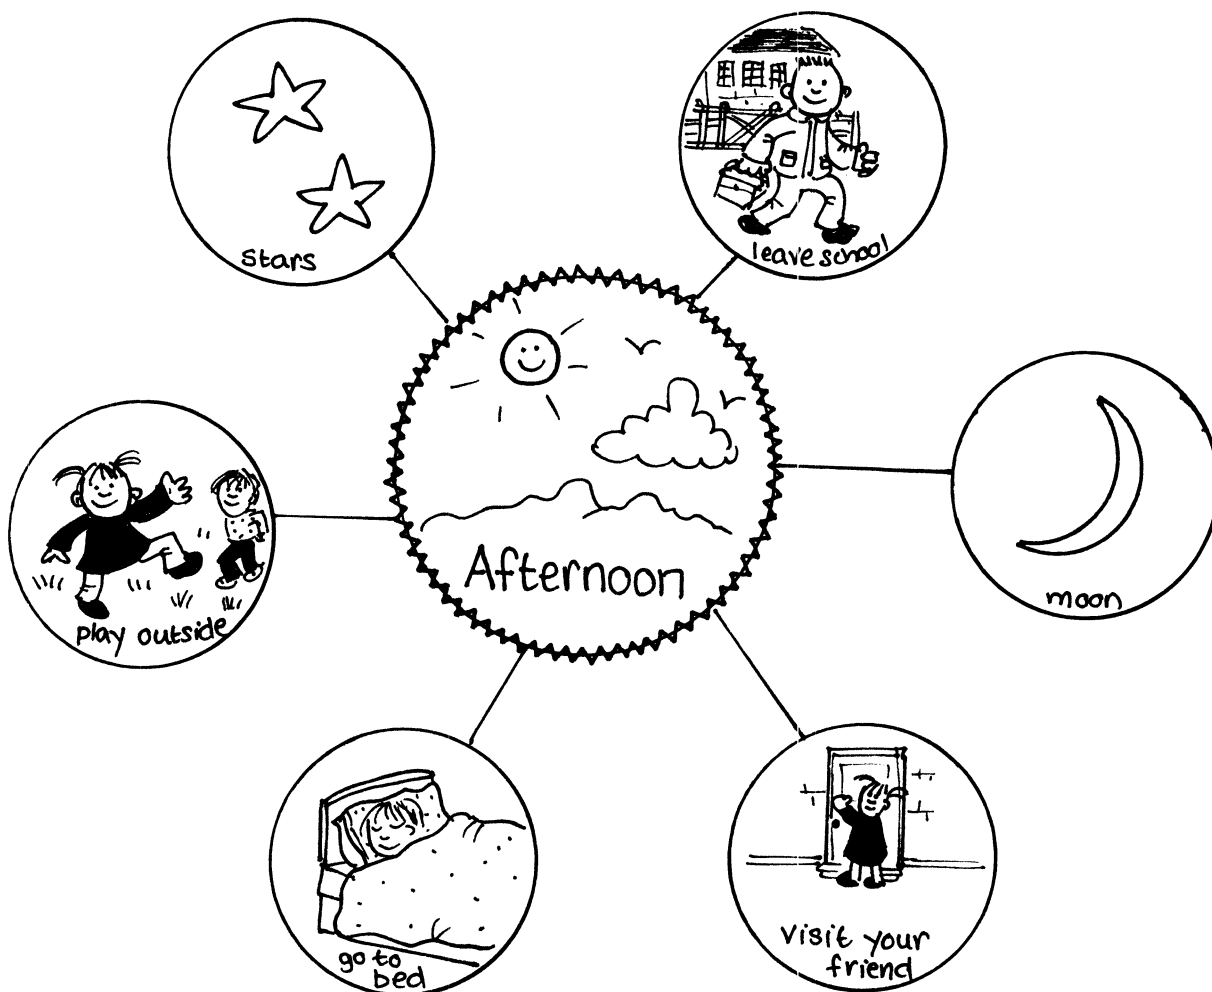 stars
leave school
moon
Afternoon
play outside
go to
bed
visit your
friend